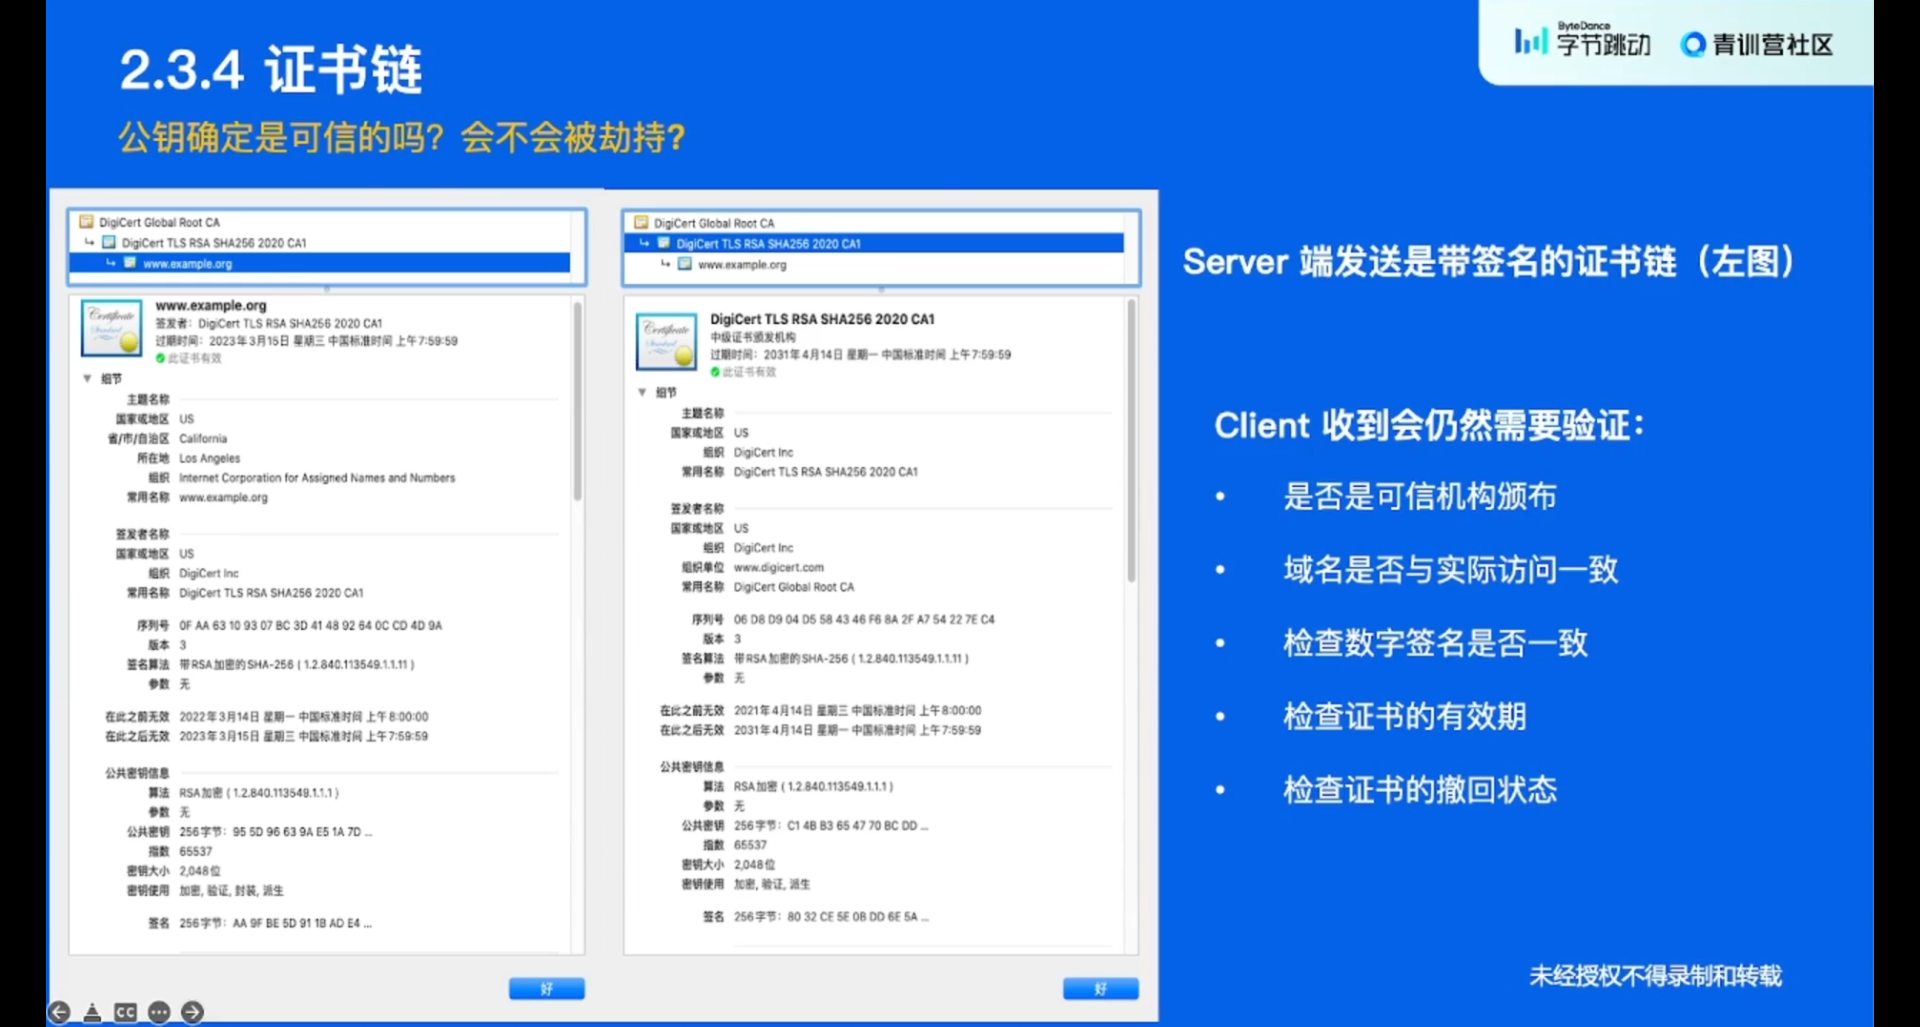 2.3.4 证书链
公钥确定是可信的吗？会不会被劫持？
ByteDance
字节跳动
青训营社区
DigiCert Global Root CA
DigiCert TLS RSA SHA256 2020 CA1
www.example.org
www.example.org
签发者：DigiCert TLS RSA SHA256 2020 CA1
过期时间：2023年3月15日 星期三 中国标准时间 上午7:59:59
此证书有效
细节
主题名称
国家或地区 US
省/市/自治区 California
所在地 Los Angeles
组织 Internet Corporation for Assigned Names and Numbers
常用名称 www.example.org
签发者名称
国家或地区 US
组织 DigiCert Inc
常用名称 DigiCert TLS RSA SHA256 2020 CA1
序列号 0F AA 63 10 93 07 BC 3D 41 48 92 64 0C CD 4D 9A
版本 3
签名算法 带RSA加密的SHA-256 ( 1.2.840.113549.1.1.11 )
参数 无
在此之前无效 2022年3月14日 星期一 中国标准时间 上午8:00:00
在此之后无效 2023年3月15日 星期三 中国标准时间 上午7:59:59
公共密钥信息
算法 RSA加密 ( 1.2.840.113549.1.1.1 )
参数 无
公共密钥 256字节：95 5D 96 63 9A E5 1A 7D ...
指数 65537
密钥大小 2,048位
密钥使用 加密, 验证, 封装, 派生
签名 256字节：AA 9F BE 5D 91 1B AD E4 ...
好
DigiCert Global Root CA
DigiCert TLS RSA SHA256 2020 CA1
www.example.org
DigiCert TLS RSA SHA256 2020 CA1
中级证书颁发机构
过期时间：2031年4月14日 星期一 中国标准时间 上午7:59:59
此证书有效
细节
主题名称
国家或地区 US
组织 DigiCert Inc
常用名称 DigiCert TLS RSA SHA256 2020 CA1
签发者名称
国家或地区 US
组织 DigiCert Inc
组织单位 www.digicert.com
常用名称 DigiCert Global Root CA
序列号 06 D8 D9 04 D5 58 43 46 F6 8A 2F A7 54 22 7E C4
版本 3
签名算法 带RSA加密的SHA-256 ( 1.2.840.113549.1.1.11 )
参数 无
在此之前无效 2021年4月14日 星期三 中国标准时间 上午8:00:00
在此之后无效 2031年4月14日 星期一 中国标准时间 上午7:59:59
公共密钥信息
算法 RSA加密 ( 1.2.840.113549.1.1.1 )
参数 无
公共密钥 256字节：C1 4B B3 65 47 70 BC DD ...
指数 65537
密钥大小 2,048位
密钥使用 加密, 验证, 派生
签名 256字节：80 32 CE 5E 0B DD 6E 5A ...
好
Server 端发送是带签名的证书链（左图）
Client 收到会仍然需要验证：
• 是否是可信机构颁布
• 域名是否与实际访问一致
• 检查数字签名是否一致
• 检查证书的有效期
• 检查证书的撤回状态
未经授权不得录制和转载
CC